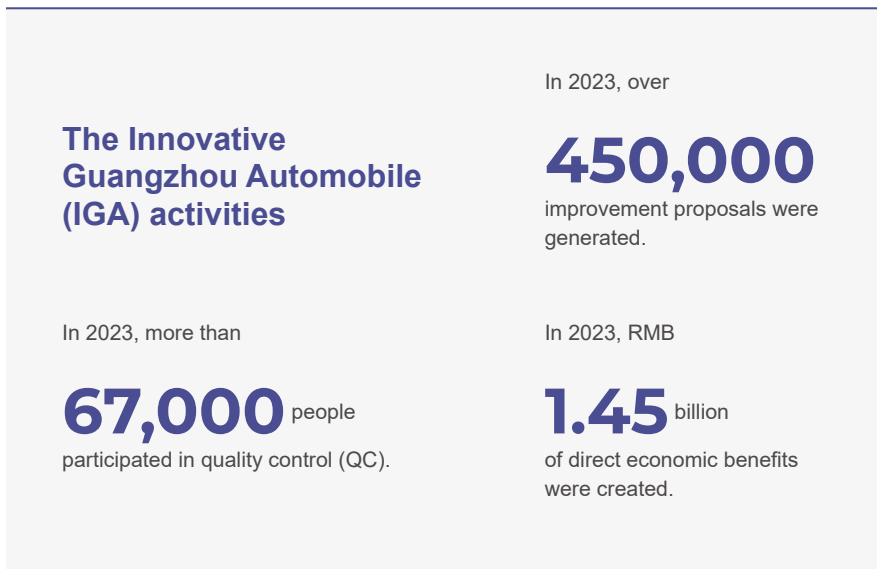 The Innovative
Guangzhou Automobile
(IGA) activities
In 2023, over
450,000
improvement proposals were
generated.
In 2023, more than
67,000 people
participated in quality control (QC).
In 2023, RMB
1.45 billion
of direct economic benefits
were created.